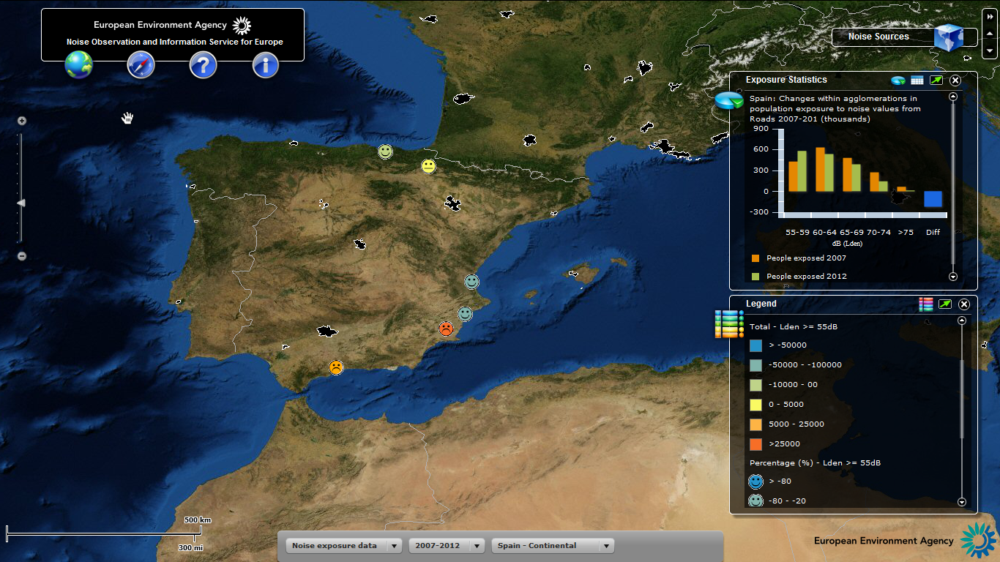 European Environment Agency
Noise Observation and Information Service for Europe
Noise Sources
Exposure Statistics
Spain: Changes within agglomerations in
population exposure to noise values from
Roads 2007-201 (thousands)
900
600
300
0
-300
55-59 60-64 65-69 70-74 >75 Diff
dB (Lden)
People exposed 2007
People exposed 2012
Legend
Total - Lden >= 55dB
> -50000
-50000 - -100000
-10000 - 00
0 - 5000
5000 - 25000
>25000
Percentage (%) - Lden >= 55dB
> -80
-80 - -20
500 km
300 mi
Noise exposure data
2007-2012
Spain - Continental
European Environment Agency